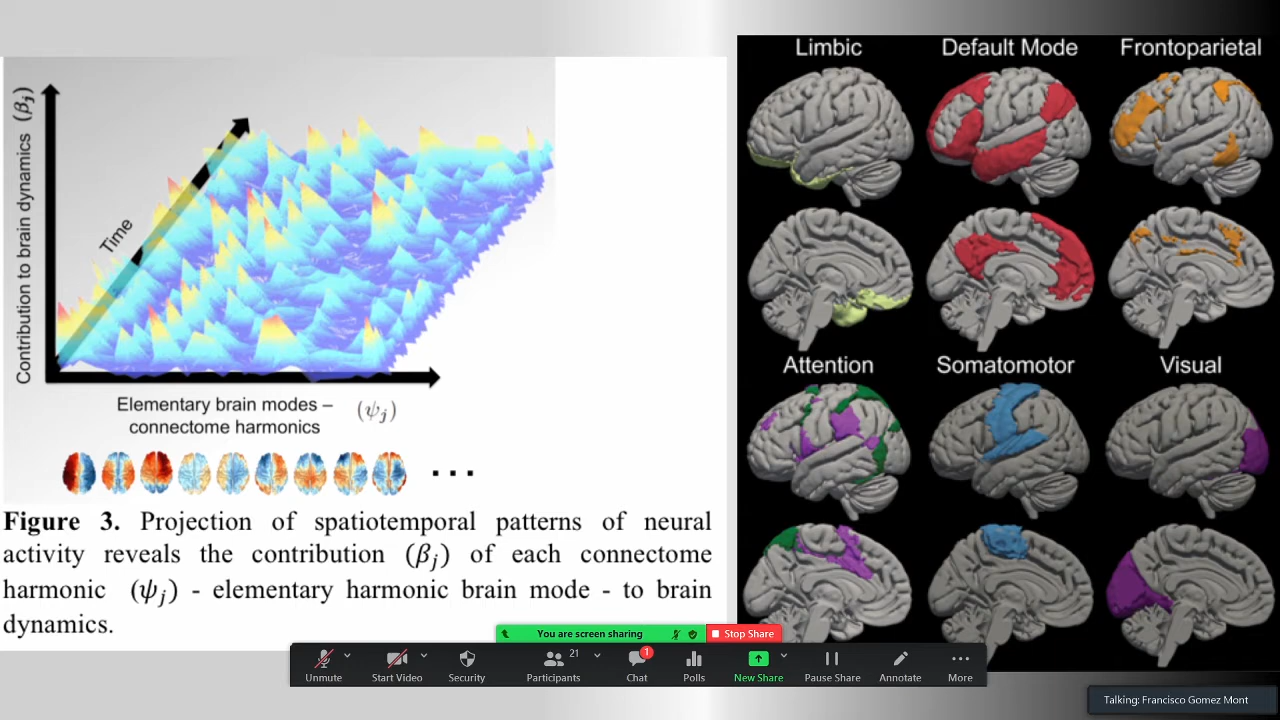 Contribution to brain dynamics (βj)
Time
Elementary brain modes –
connectome harmonics
(ψj)
...
Figure 3. Projection of spatiotemporal patterns of neural
activity reveals the contribution (βj) of each connectome
harmonic (ψj) - elementary harmonic brain mode - to brain
dynamics.
Limbic
Default Mode
Frontoparietal
Attention
Somatomotor
Visual
You are screen sharing
Stop Share
Unmute
Start Video
Security
Participants
21
Chat
1
Polls
New Share
Pause Share
Annotate
More
Talking: Francisco Gomez Mont